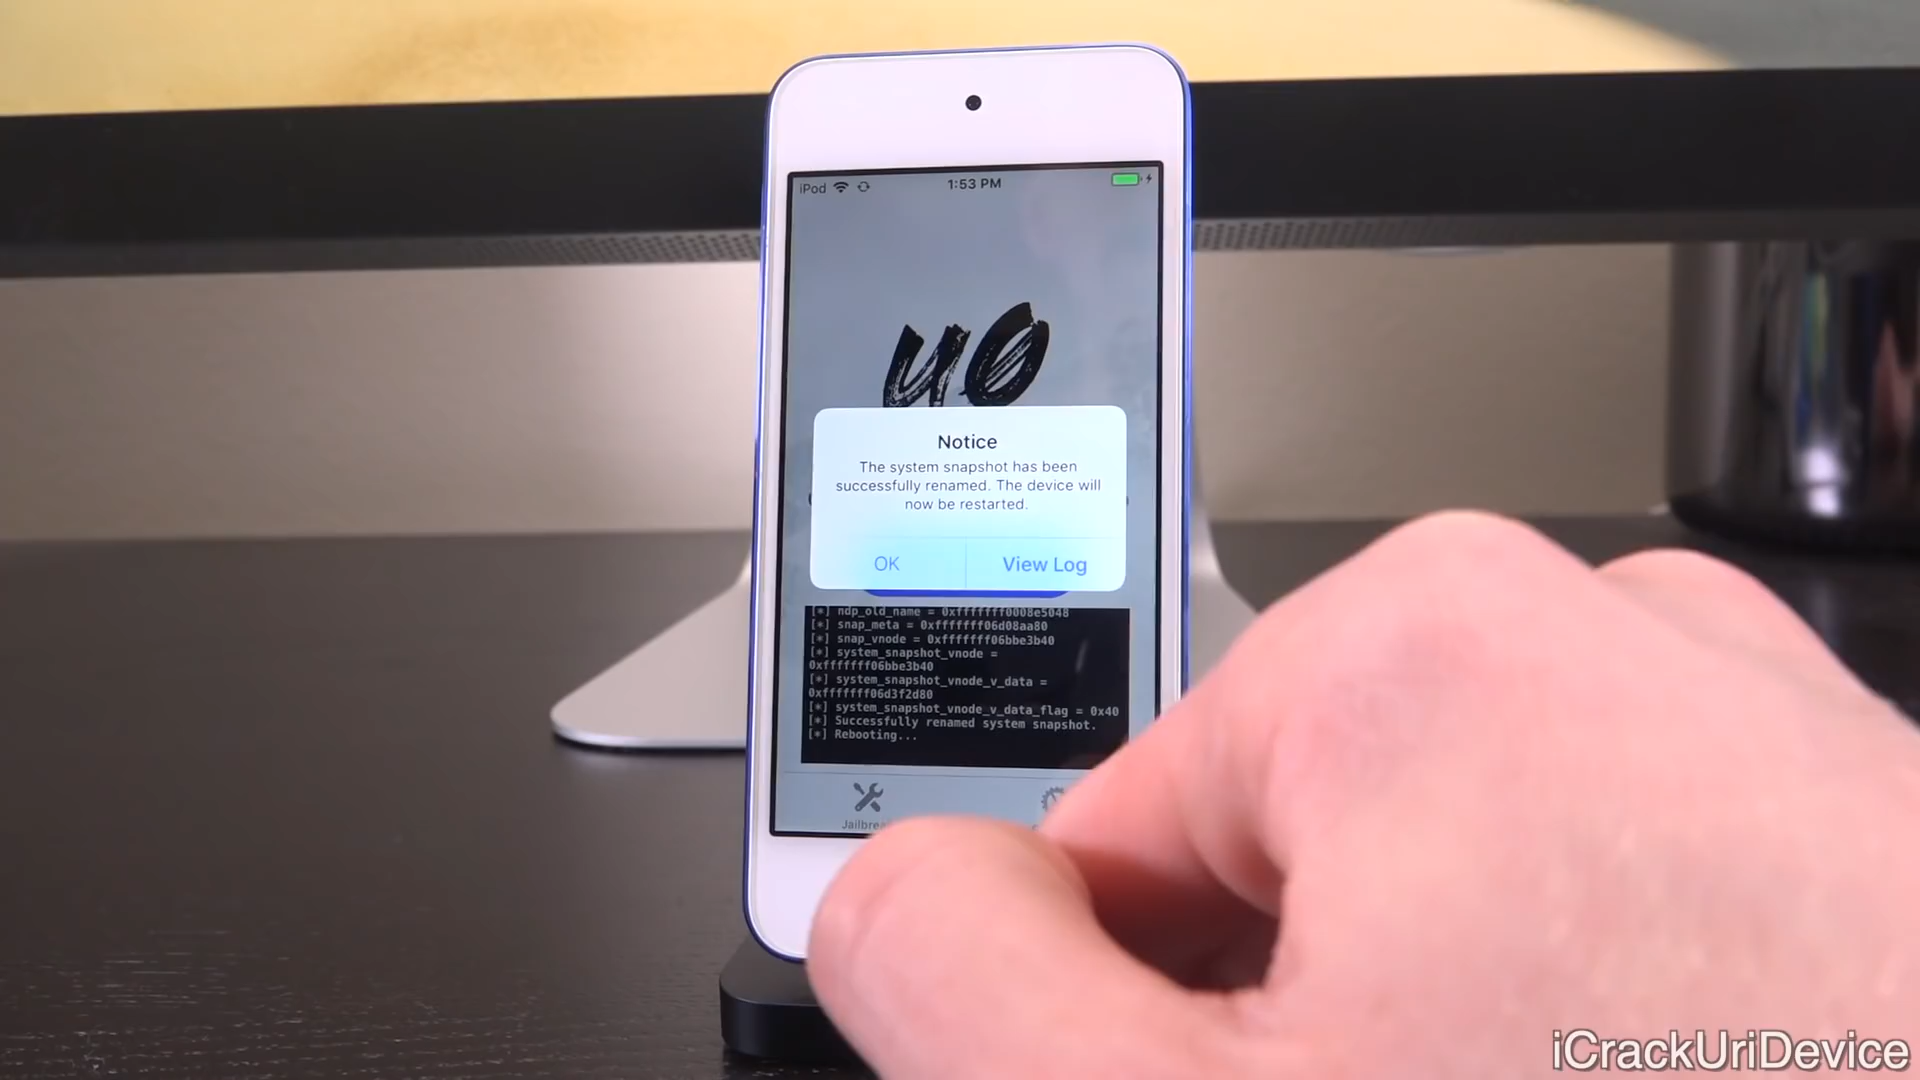 iPod
1:53 PM
u0
Notice
The system snapshot has been
successfully renamed. The device will
now be restarted.
OK
View Log
[*] ndp_old_name = 0xfffffff0008e5048
[*] snap_meta = 0xfffffff06d08aa80
[*] snap_vnode = 0xfffffff06bbe3b40
[*] system_snapshot_vnode =
0xfffffff06bbe3b40
[*] system_snapshot_vnode_v_data =
0xfffffff06d3f2d80
[*] system_snapshot_vnode_v_data_flag = 0x40
[*] Successfully renamed system snapshot.
[*] Rebooting...
iCrackUriDevice